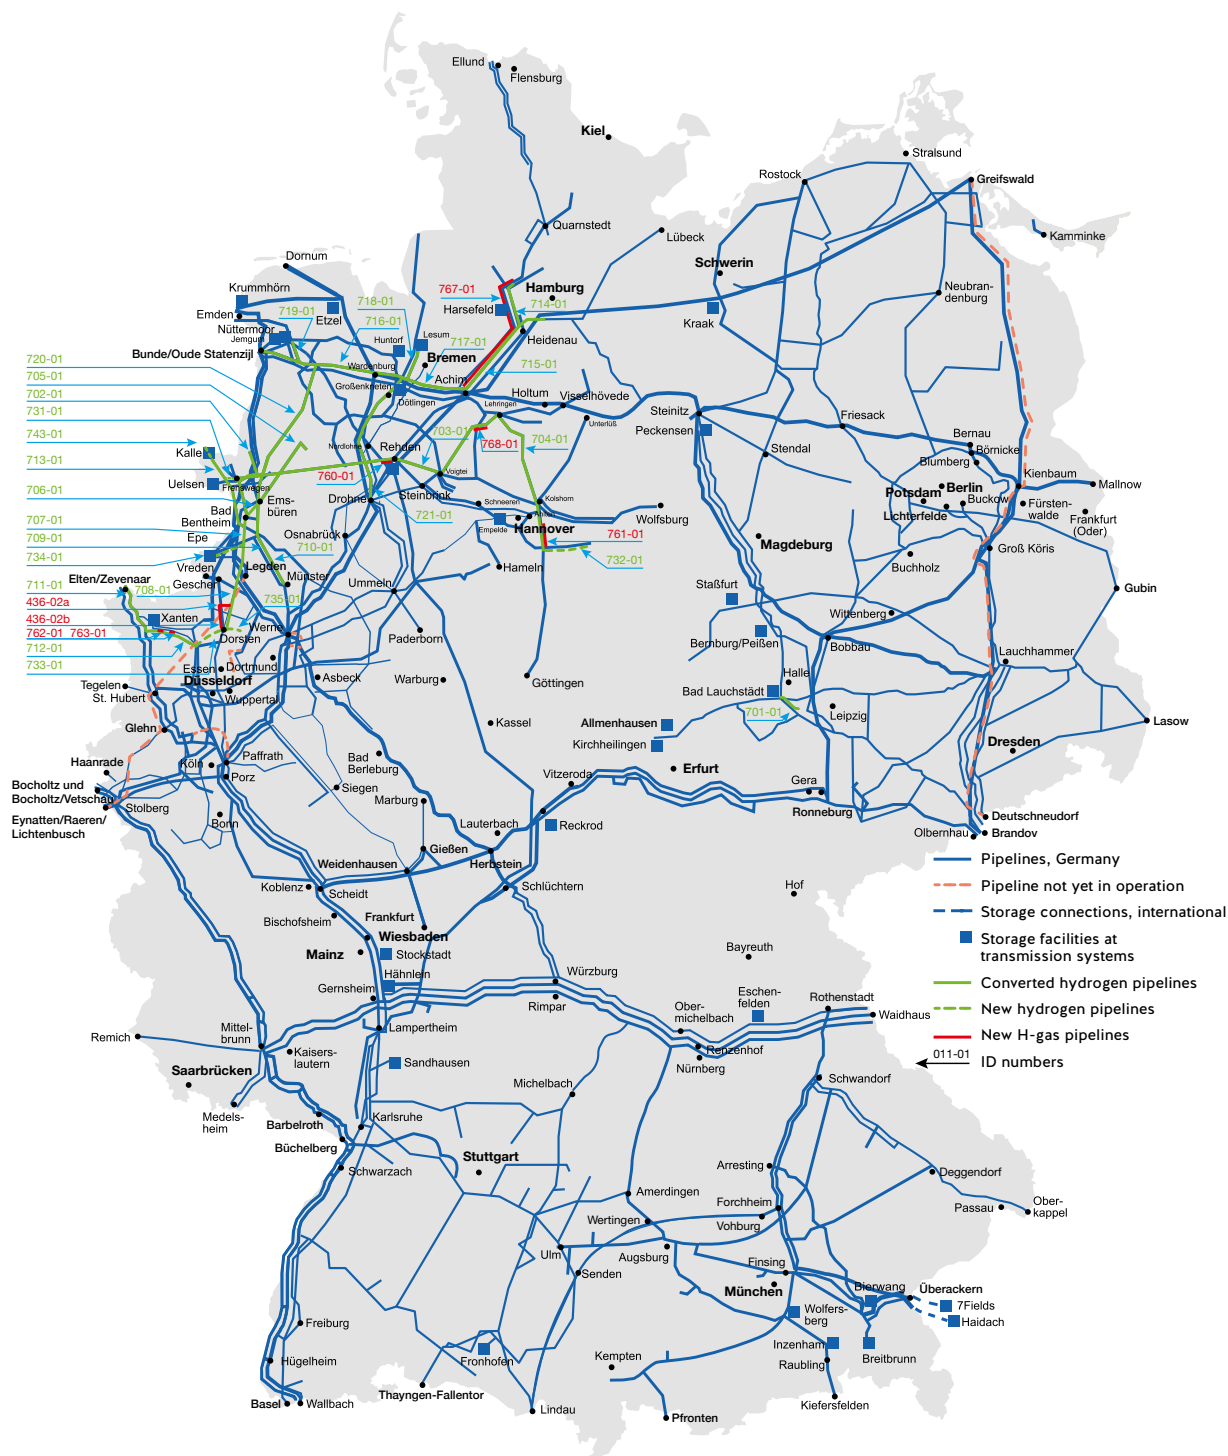 Ellund
Flensburg
Kiel
Stralsund
Rostock
Greifswald
Quarnstedt
Lübeck
Kamminke
Dornum
Schwerin
Krummhörn
767-01
Hamburg
Neubran-
denburg
718-01
714-01
Harsefeld
Emden
719-01
Etzel
716-01
Kraak
Nüttermoor
Jemgum
Huntorf
Lesum
717-01
Heidenau
Bunde/Oude Statenzijl
Bremen
720-01
Wardenburg
715-01
705-01
Großenkneten
Achim
702-01
Dötlingen
Holtum
Visselhövede
731-01
Lehringen
Steinitz
Friesack
Unterlüß
Peckensen
743-01
Nordlohne
703-01
704-01
Bernau
Kalle
Rehden
768-01
Börnicke
713-01
Stendal
Blumberg
Voigtei
Kienbaum
Uelsen
Frenswegen
760-01
Mallnow
706-01
Drohne
Steinbrink
Berlin
Potsdam
Buckow
Ems-
büren
Schneeren
Kolshorn
Lichterfelde
Fürsten-
walde
Frankfurt
(Oder)
Bad
Bentheim
721-01
Ahlten
Wolfsburg
707-01
Empelde
Hannover
709-01
Epe
Osnabrück
761-01
Magdeburg
Groß Köris
734-01
710-01
732-01
Buchholz
Vreden
Legden
Hameln
Elten/Zevenaar
Gescher
Münster
Ummeln
Staßfurt
Gubin
711-01
708-01
436-02a
735-01
Wittenberg
436-02b
Xanten
762-01
763-01
Dorsten
Werne
Paderborn
Bernburg/Peißen
Bobbau
712-01
733-01
Essen
Dortmund
Lauchhammer
Düsseldorf
Asbeck
Warburg
Göttingen
Halle
Tegelen
St. Hubert
Wuppertal
Bad Lauchstädt
701-01
Leipzig
Glehn
Kassel
Allmenhausen
Lasow
Kirchheilingen
Dresden
Haanrade
Köln
Paffrath
Bad
Berleburg
Porz
Vitzeroda
Erfurt
Gera
Bocholtz und
Bocholtz/Vetschau
Siegen
Stolberg
Marburg
Ronneburg
Eynatten/Raeren/
Lichtenbusch
Bonn
Lauterbach
Reckrod
Deutschneudorf
Olbernhau
Brandov
Gießen
Weidenhausen
Herbstein
Pipelines, Germany
Koblenz
Scheidt
Schlüchtern
Hof
Pipeline not yet in operation
Bischofsheim
Frankfurt
Storage connections, international
Wiesbaden
Storage facilities at
transmission systems
Mainz
Stockstadt
Bayreuth
Hähnlein
Würzburg
Converted hydrogen pipelines
Gernsheim
Rimpar
Eschen-
felden
Rothenstadt
New hydrogen pipelines
Ober-
michelbach
Waidhaus
Remich
Mittel-
brunn
Lampertheim
New H-gas pipelines
Kaisers-
lautern
Renzenhof
011-01
ID numbers
Sandhausen
Nürnberg
Saarbrücken
Michelbach
Schwandorf
Medels-
heim
Barbelroth
Karlsruhe
Büchelberg
Stuttgart
Schwarzach
Arresting
Deggendorf
Amerdingen
Forchheim
Passau
Ober-
kappel
Wertingen
Vohburg
Ulm
Augsburg
Senden
Finsing
München
Bierwang
Überackern
7Fields
Wolfers-
berg
Haidach
Freiburg
Inzenham
Breitbrunn
Fronhofen
Kempten
Raubling
Hügelheim
Thayngen-Fallentor
Basel
Wallbach
Lindau
Kiefersfelden
Pfronten